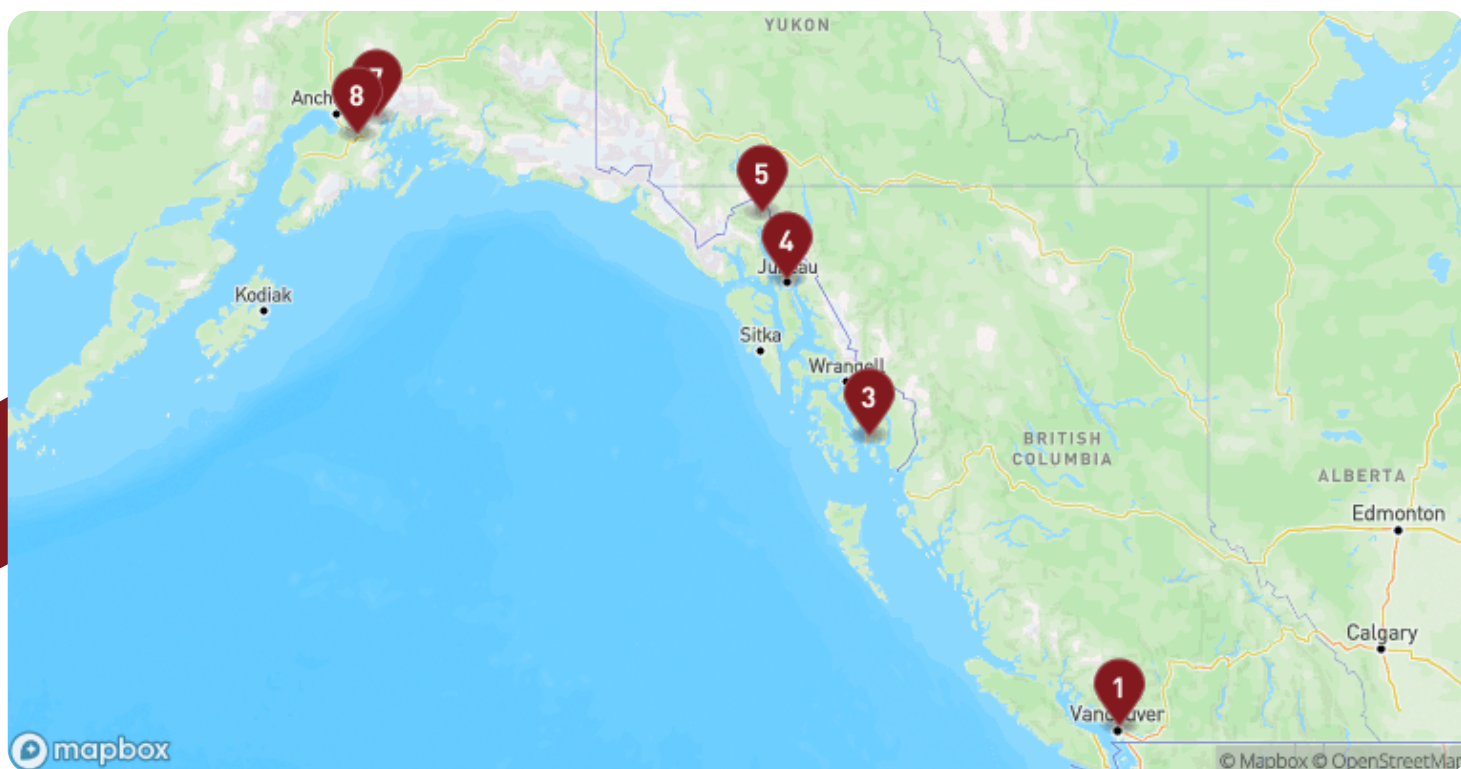 YUKON
7
8
Anch
5
4
Juneau
Kodiak
Sitka
Wrangell
3
BRITISH
COLUMBIA
ALBERTA
Edmonton
Calgary
1
Vancouver
mapbox
© Mapbox © OpenStreetMap